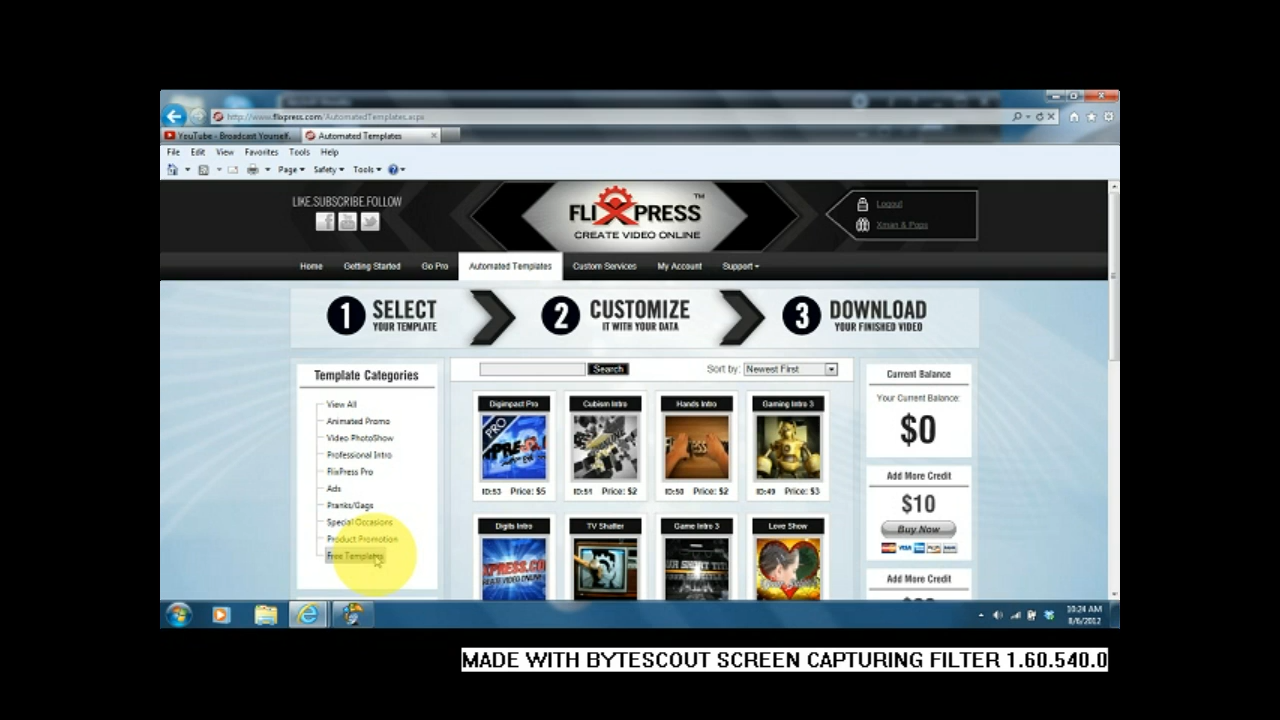 http://www.flixpress.com/AutomatedTemplates.aspx
YouTube - Broadcast Yourself.
Automated Templates
File Edit View Favorites Tools Help
Page Safety Tools
LIKE.SUBSCRIBE.FOLLOW
FLIXPRESS TM
CREATE VIDEO ONLINE
Logout
Home Getting Started Go Pro Automated Templates Custom Services My Account Support
1 SELECT YOUR TEMPLATE
2 CUSTOMIZE IT WITH YOUR DATA
3 DOWNLOAD YOUR FINISHED VIDEO
Template Categories
View All
Animated Promo
Video PhotoShow
Professional Intro
FlixPress Pro
Ads
Pranks/Gags
Special Occasions
Product Promotion
Free Templates
Search
Sort by: Newest First
Digimpact Pro
PRO
ID:53 Price: $5
Cubism Intro
ID:51 Price: $2
Hands Intro
ID:50 Price: $2
Gaming Intro 3
ID:49 Price: $3
Digits Intro
TV Shatter
Game Intro 3
Love Show
Current Balance
Your Current Balance:
$0
Add More Credit
$10
Buy Now
Add More Credit
10:24 AM
8/6/2012
MADE WITH BYTESCOUT SCREEN CAPTURING FILTER 1.60.540.0